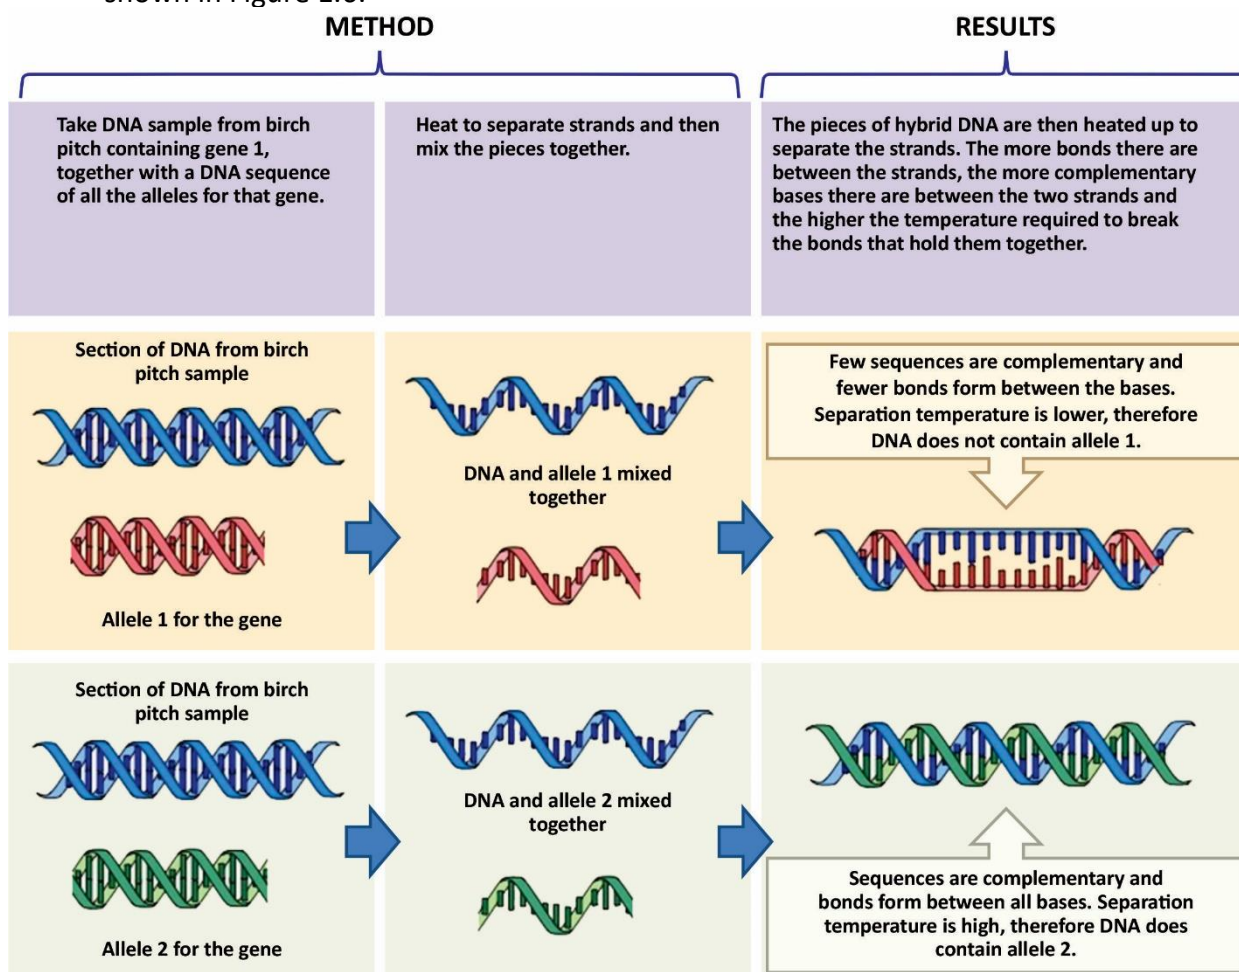 shown in Figure 1.6.
METHOD
RESULTS
Take DNA sample from birch
pitch containing gene 1,
together with a DNA sequence
of all the alleles for that gene.
Heat to separate strands and then
mix the pieces together.
The pieces of hybrid DNA are then heated up to
separate the strands. The more bonds there are
between the strands, the more complementary
bases there are between the two strands and
the higher the temperature required to break
the bonds that hold them together.
Section of DNA from birch
pitch sample
Allele 1 for the gene
DNA and allele 1 mixed
together
Few sequences are complementary and
fewer bonds form between the bases.
Separation temperature is lower, therefore
DNA does not contain allele 1.
Section of DNA from birch
pitch sample
Allele 2 for the gene
DNA and allele 2 mixed
together
Sequences are complementary and
bonds form between all bases. Separation
temperature is high, therefore DNA does
contain allele 2.